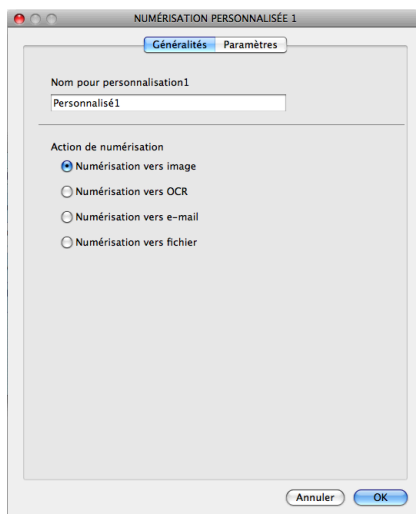 NUMÉRISATION PERSONNALISÉE 1
Généralités Paramètres
Nom pour personnalisation1
Personnalisé1
Action de numérisation
Numérisation vers image
Numérisation vers OCR
Numérisation vers e-mail
Numérisation vers fichier
Annuler OK